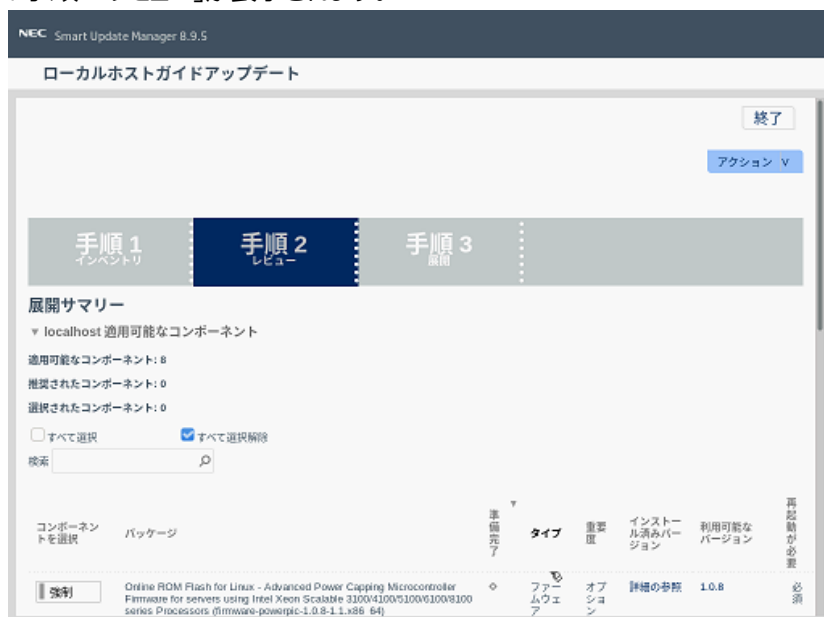 NEC Smart Update Manager 8.9.5
ローカルホストガイドアップデート
終了
アクション ∨
手順 1
インベントリ
手順 2
レビュー
手順 3
展開
展開サマリー
▼ localhost 適用可能なコンポーネント
適用可能なコンポーネント: 8
推奨されたコンポーネント: 0
選択されたコンポーネント: 0
すべて選択
すべて選択解除
検索
コンポーネントを選択
パッケージ
準備完了
タイプ
重要度
インストール済みバージョン
利用可能なバージョン
再起動が必要
強制
Online ROM Flash for Linux - Advanced Power Capping Microcontroller
Firmware for servers using Intel Xeon Scalable 3100/4100/5100/6100/8100
series Processors (firmware-powerpic-1.0.8-1.1.x86_64)
ファームウェア
オプション
詳細の参照
1.0.8
必須